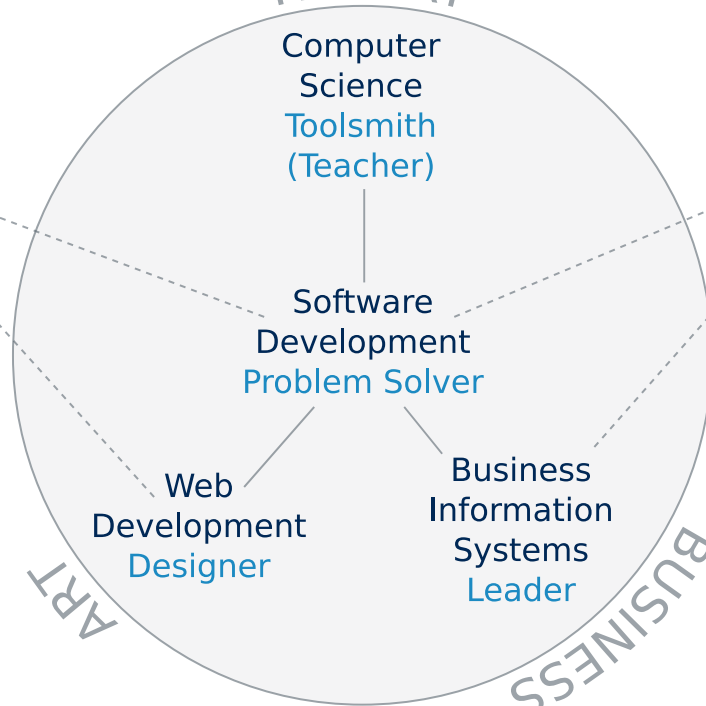 Computer
Science
Toolsmith
(Teacher)
Software
Development
Problem Solver
Web
Development
Designer
Business
Information
Systems
Leader
ART
BUSINESS